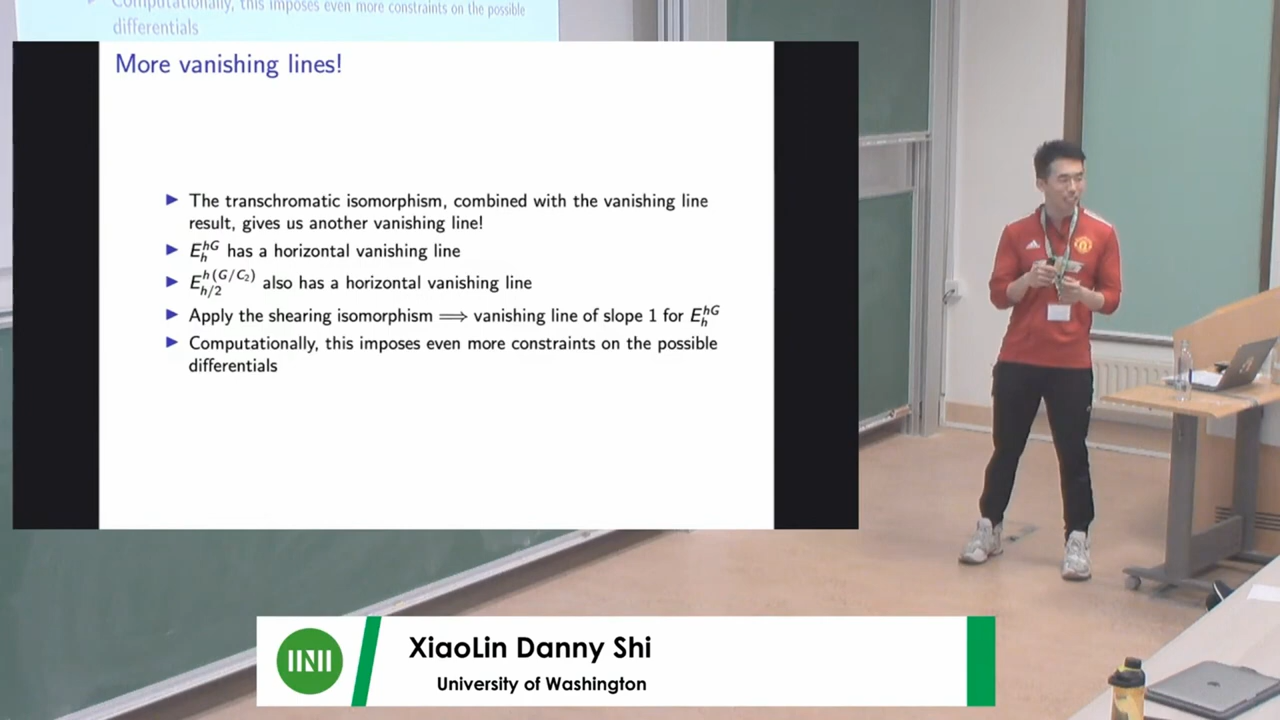 Computationally, this imposes even more constraints on the possible
differentials
More vanishing lines!
▶ The transchromatic isomorphism, combined with the vanishing line
result, gives us another vanishing line!
▶ E_h^{hG} has a horizontal vanishing line
▶ E_{h/2}^{h(G/C_2)} also has a horizontal vanishing line
▶ Apply the shearing isomorphism ⟹ vanishing line of slope 1 for E_h^{hG}
▶ Computationally, this imposes even more constraints on the possible
differentials
XiaoLin Danny Shi
University of Washington